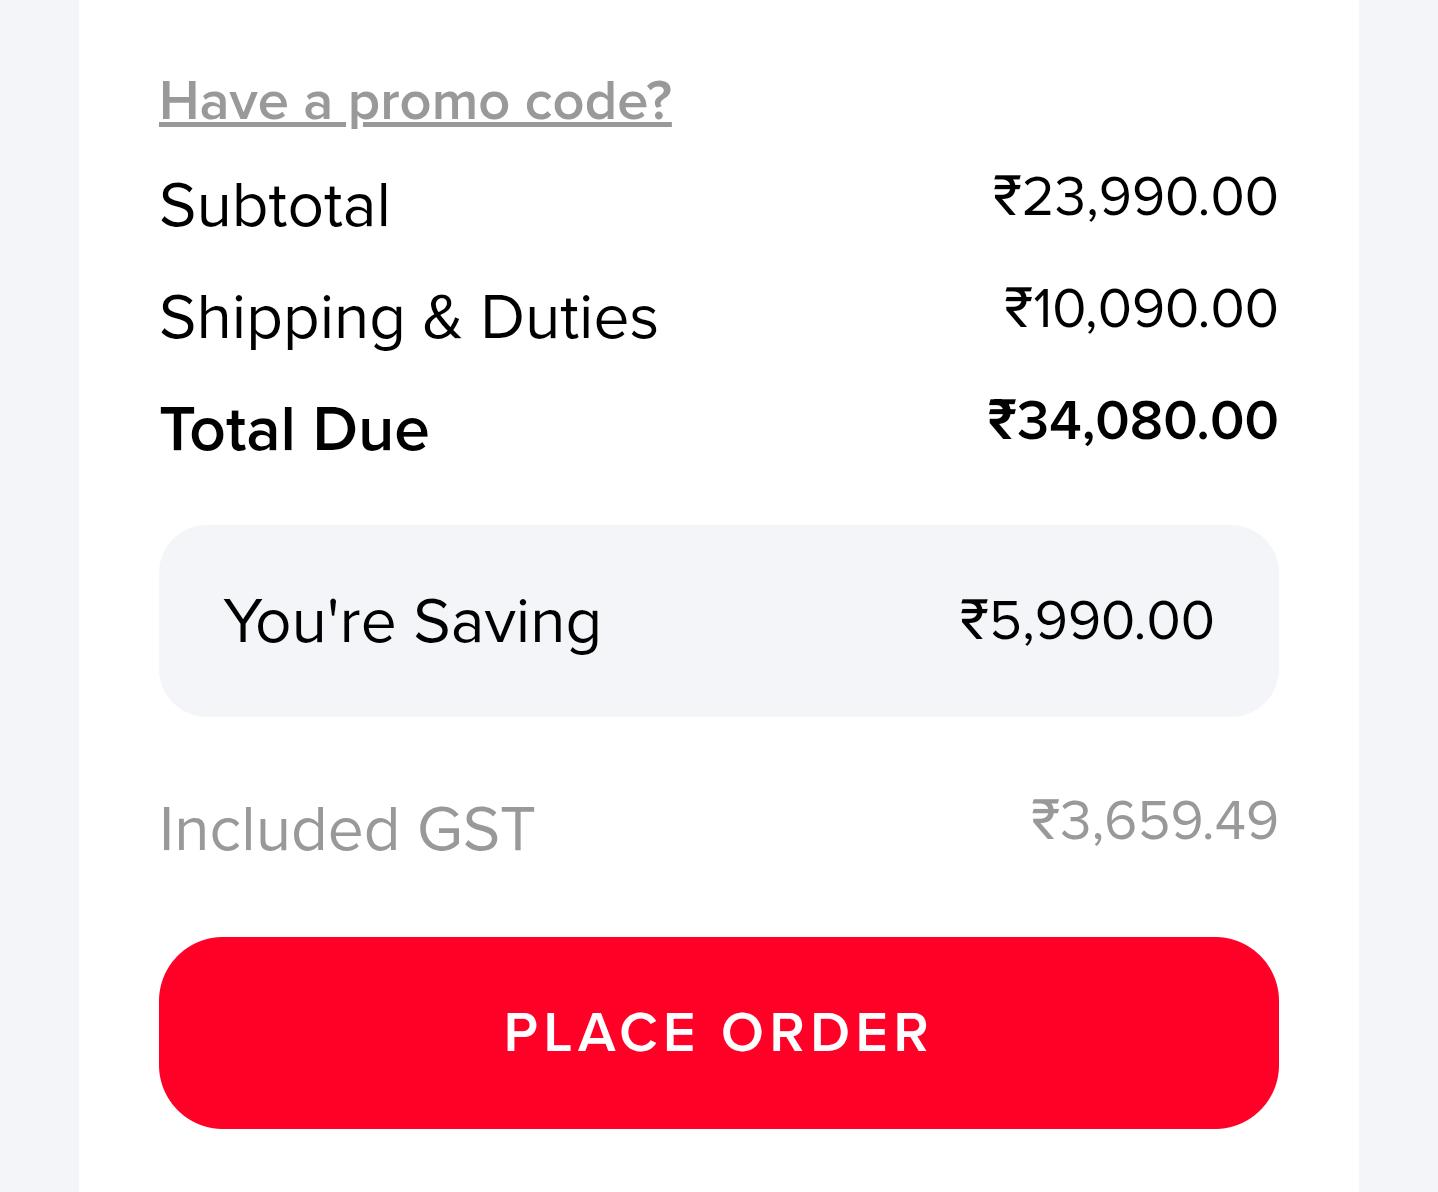 Have a promo code?
Subtotal ₹23,990.00
Shipping & Duties ₹10,090.00
Total Due ₹34,080.00
You're Saving ₹5,990.00
Included GST ₹3,659.49
PLACE ORDER